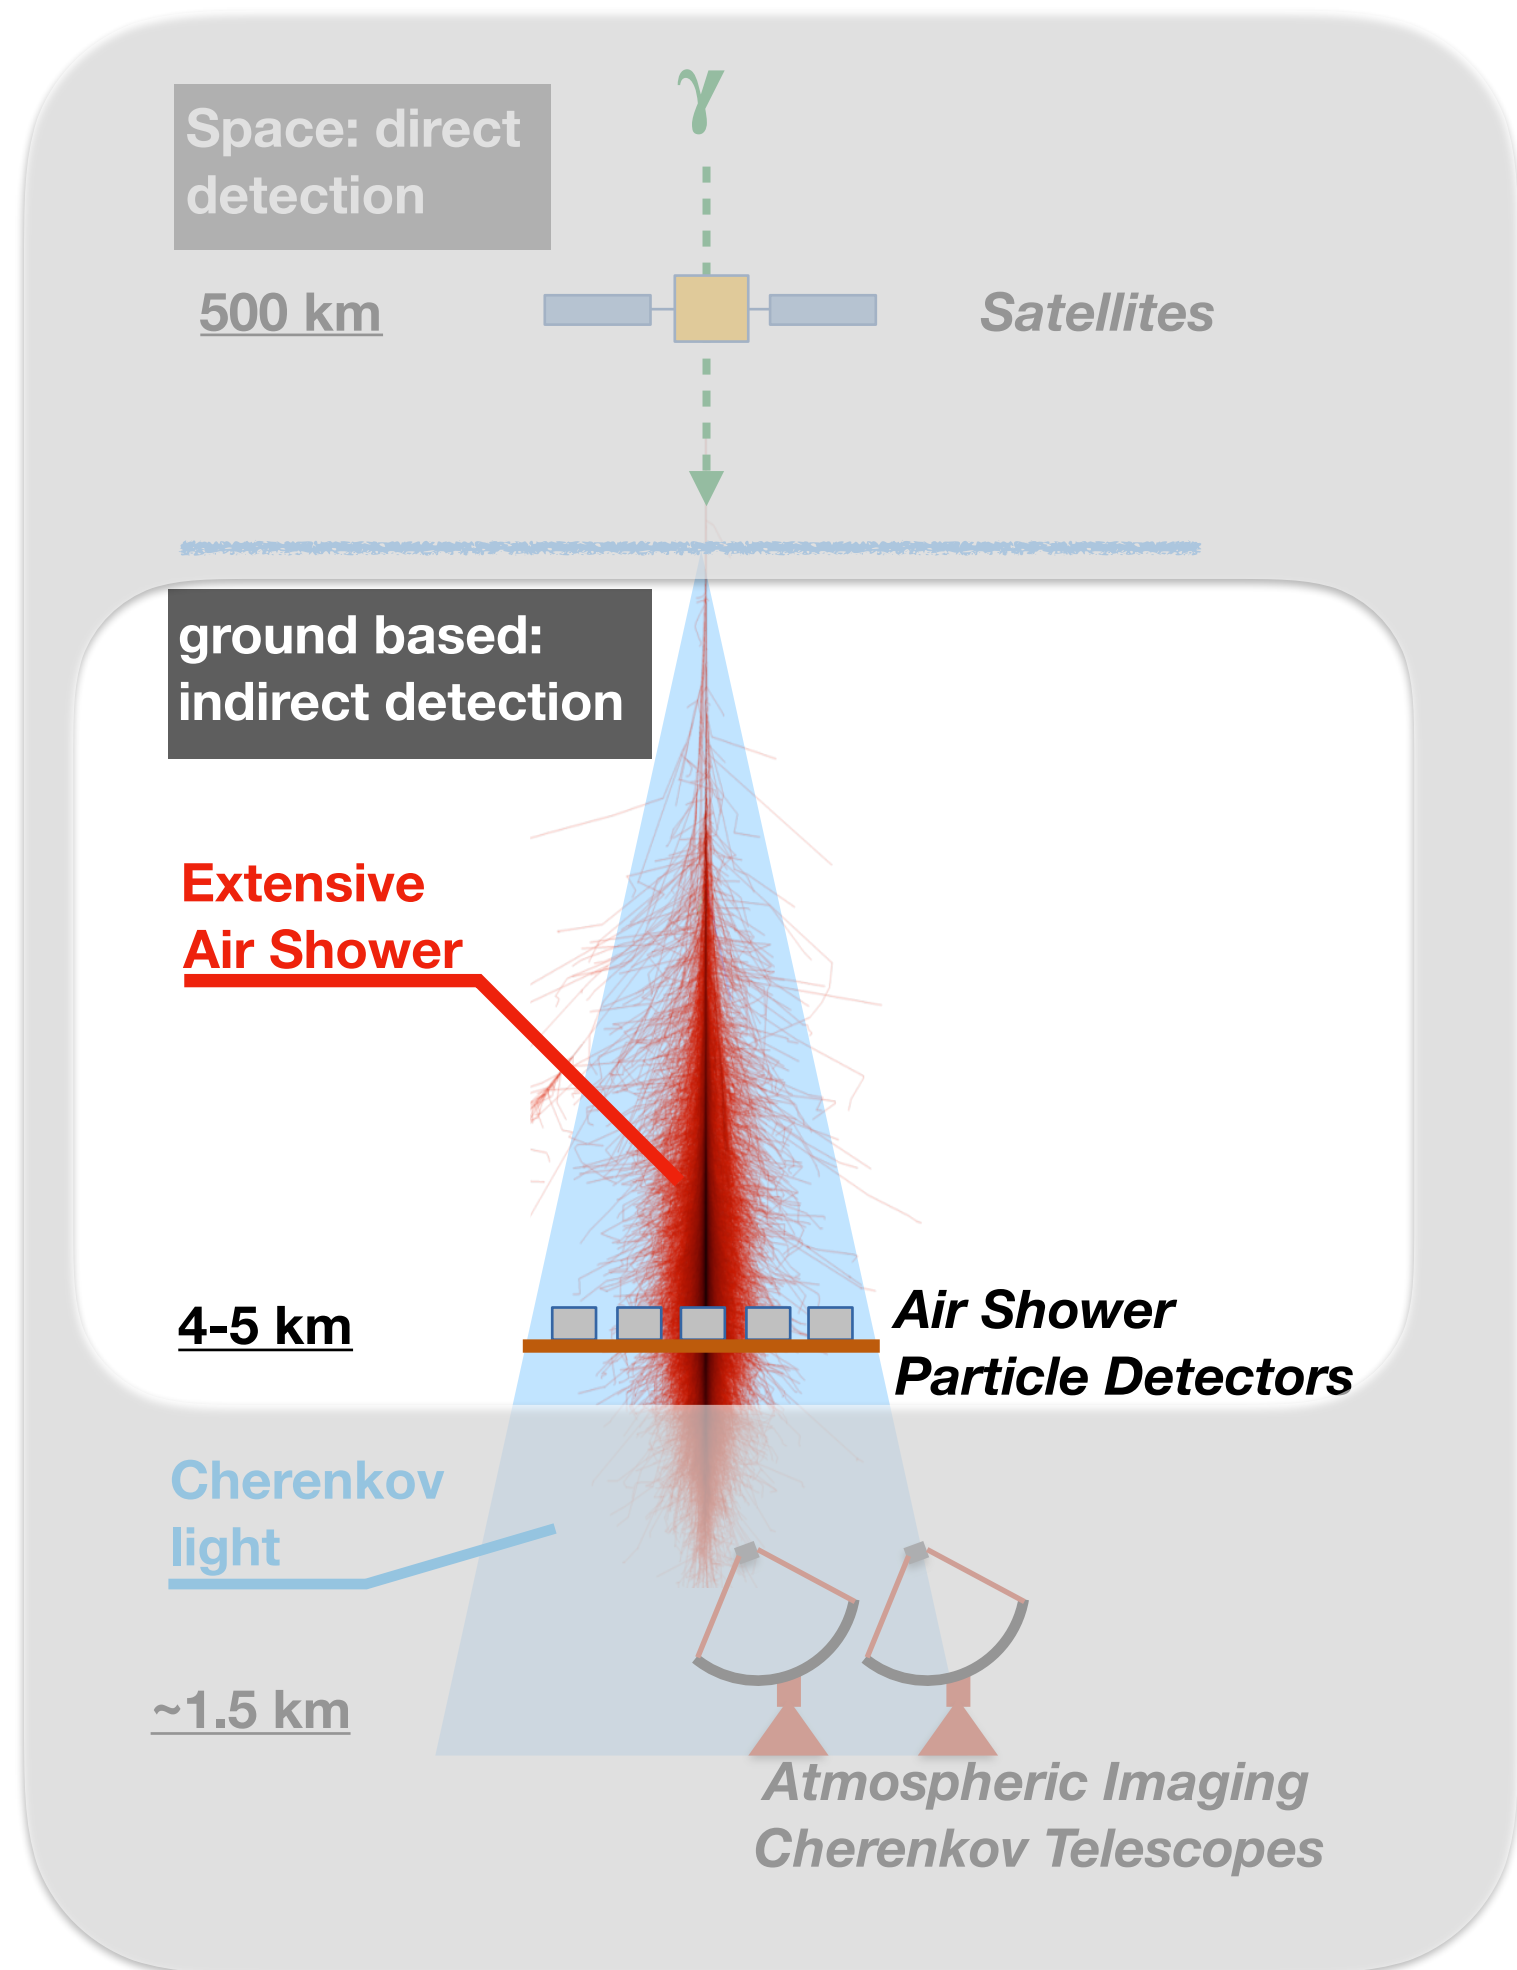 γ
Space: direct
detection
500 km
Satellites
ground based:
indirect detection
Extensive
Air Shower
4-5 km
Air Shower
Particle Detectors
Cherenkov
light
~1.5 km
Atmospheric Imaging
Cherenkov Telescopes